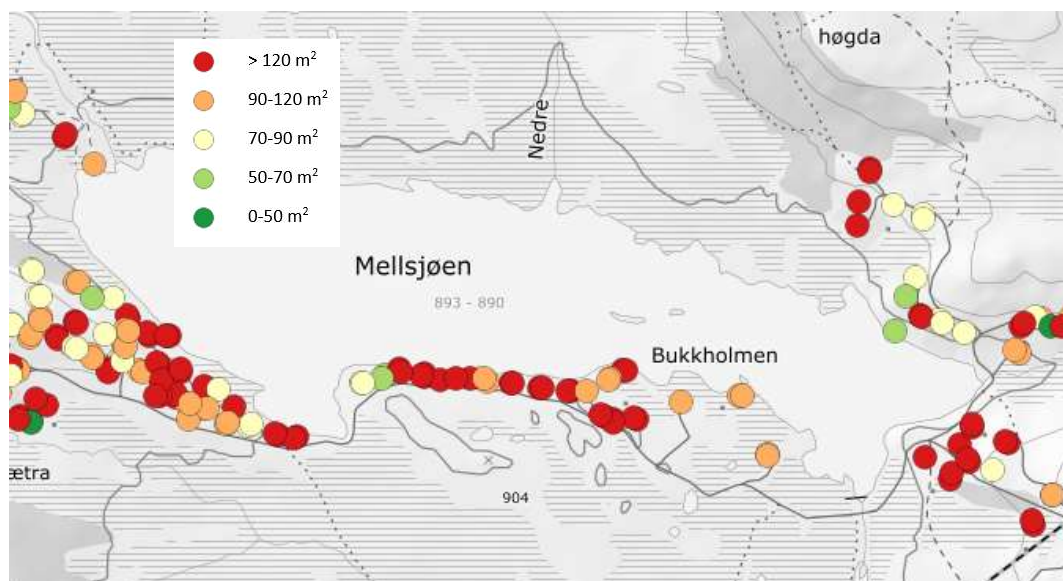 høgda
> 120 m²
90-120 m²
70-90 m²
50-70 m²
0-50 m²
Nedre
Mellsjøen
893 - 890
Bukkholmen
ætra
904